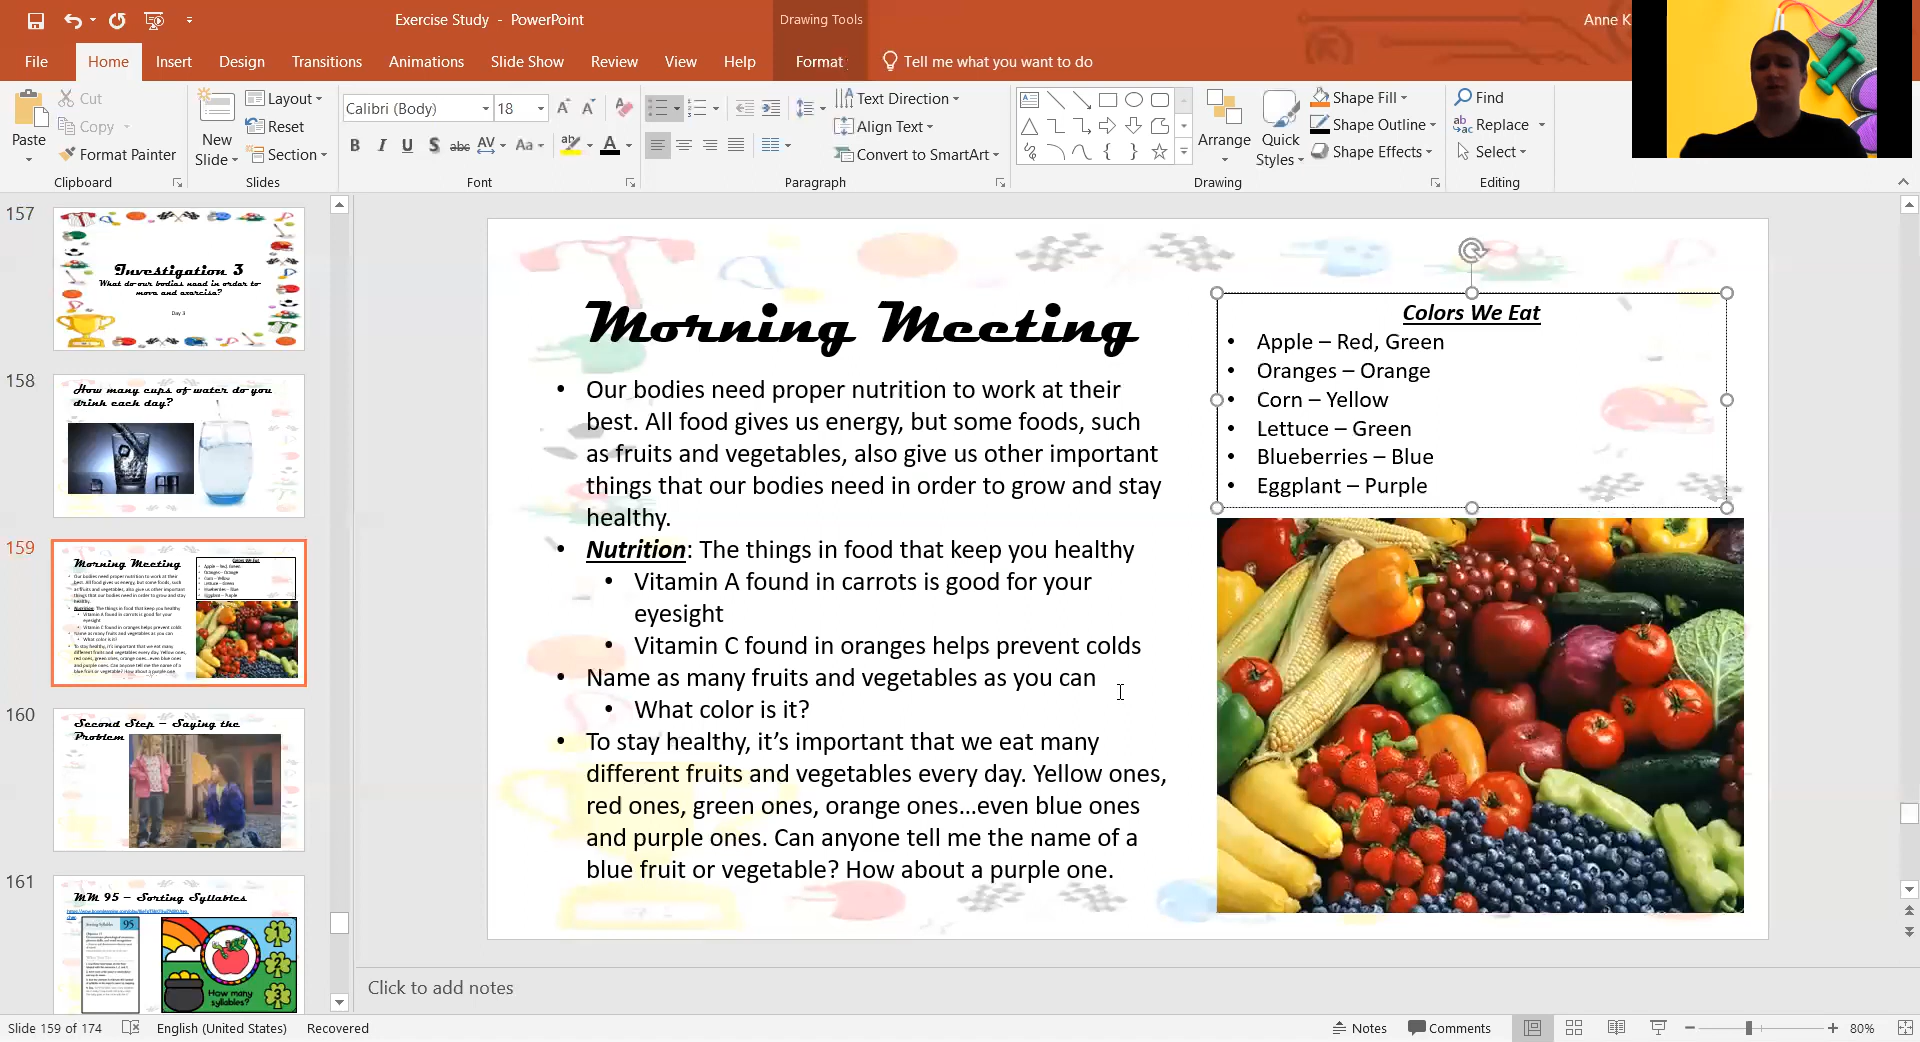 Exercise Study - PowerPoint
Drawing Tools
Anne K
File
Home
Insert
Design
Transitions
Animations
Slide Show
Review
View
Help
Format
Tell me what you want to do
Paste
Cut
Copy
Format Painter
Clipboard
New
Slide
Layout
Reset
Section
Slides
Calibri (Body)
18
B I U S abc AV Aa
Font
Text Direction
Align Text
Convert to SmartArt
Paragraph
Arrange
Quick
Styles
Shape Fill
Shape Outline
Shape Effects
Drawing
Find
Replace
Select
Editing
157
Investigation 3
What do our bodies need in order to
move and exercise?
Day 3
158
How many cups of water do you
drink each day?
159
160
Second Step – Saying the
Problem
161
MM 95 – Sorting Syllables
95
How many
syllables?
1
2
3
Morning Meeting
• Our bodies need proper nutrition to work at their
best. All food gives us energy, but some foods, such
as fruits and vegetables, also give us other important
things that our bodies need in order to grow and stay
healthy.
• Nutrition: The things in food that keep you healthy
• Vitamin A found in carrots is good for your
eyesight
• Vitamin C found in oranges helps prevent colds
• Name as many fruits and vegetables as you can
• What color is it?
• To stay healthy, it’s important that we eat many
different fruits and vegetables every day. Yellow ones,
red ones, green ones, orange ones…even blue ones
and purple ones. Can anyone tell me the name of a
blue fruit or vegetable? How about a purple one.
Colors We Eat
• Apple – Red, Green
• Oranges – Orange
• Corn – Yellow
• Lettuce – Green
• Blueberries – Blue
• Eggplant – Purple
Click to add notes
Slide 159 of 174
English (United States)
Recovered
Notes
Comments
80%